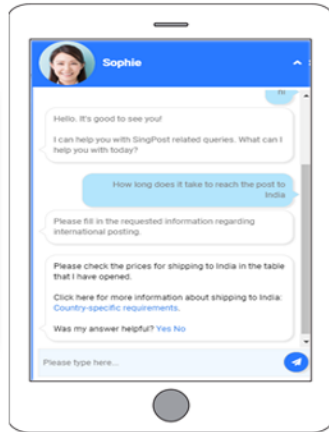 Sophie
hi
Hello. It's good to see you!
I can help you with SingPost related queries. What can I
help you with today?
How long does it take to reach the post to
India
Please fill in the requested information regarding
international posting.
Please check the prices for shipping to India in the table
that I have opened.
Click here for more information about shipping to India:
Country-specific requirements.
Was my answer helpful? Yes No
Please type here...